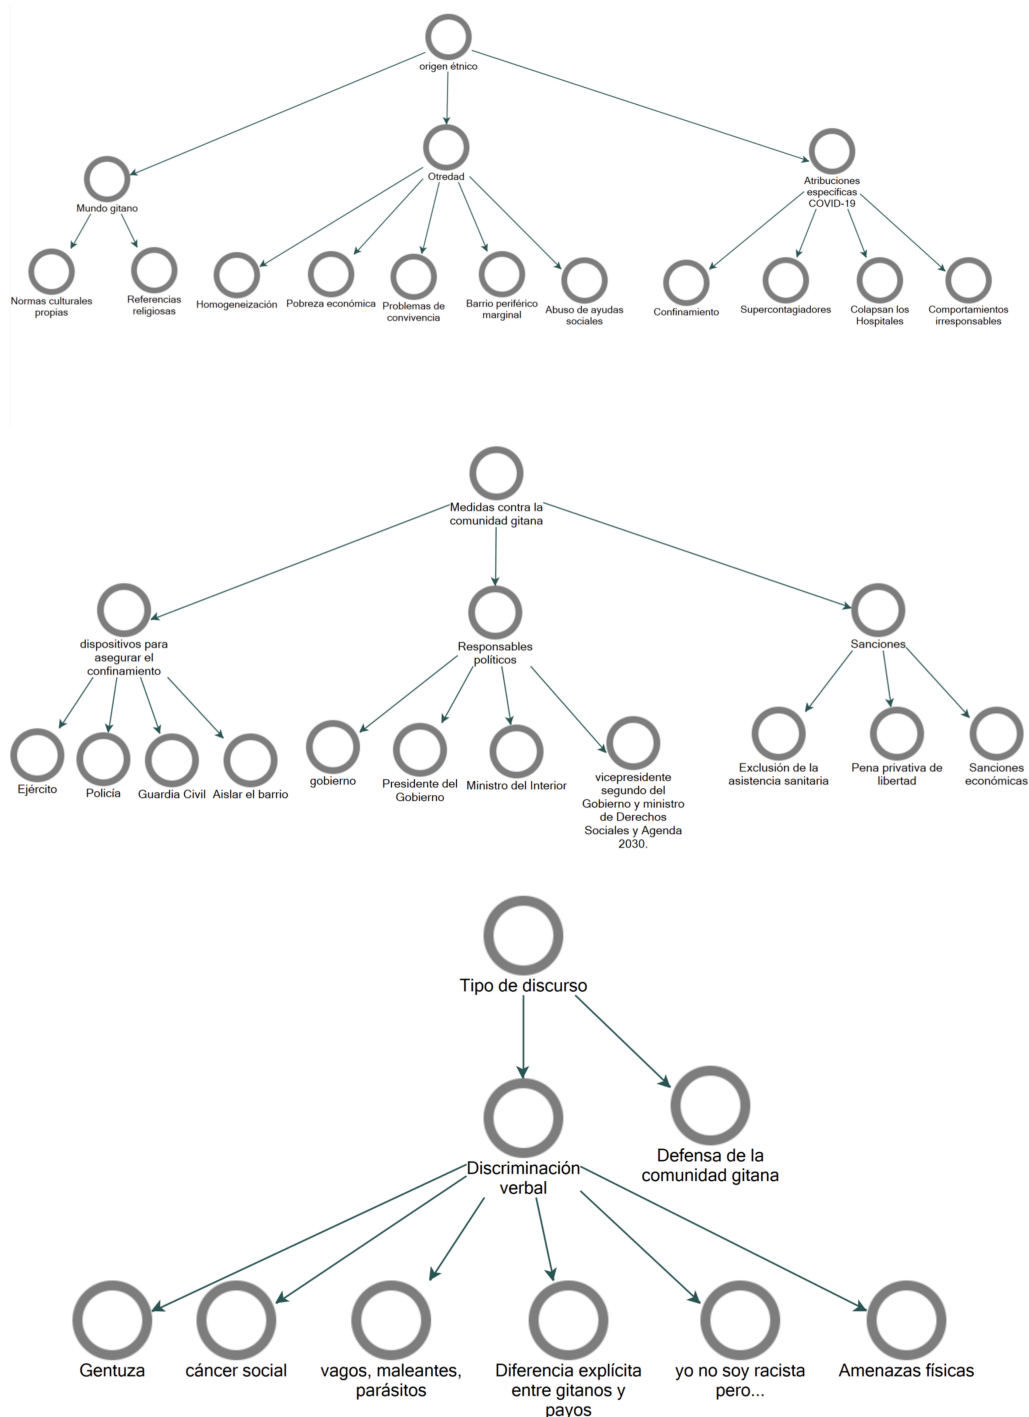 origen étnico
Mundo gitano
Otredad
Atribuciones
específicas
COVID-19
Normas culturales
propias
Referencias
religiosas
Homogeneización
Pobreza económica
Problemas de
convivencia
Barrio periférico
marginal
Abuso de ayudas
sociales
Confinamiento
Supercontagiadores
Colapsan los
Hospitales
Comportamientos
irresponsables
Medidas contra la
comunidad gitana
dispositivos para
asegurar el
confinamiento
Responsables
políticos
Sanciones
Ejército
Policía
Guardia Civil
Aislar el barrio
gobierno
Presidente del
Gobierno
Ministro del Interior
vicepresidente
segundo del
Gobierno y ministro
de Derechos
Sociales y Agenda
2030.
Exclusión de la
asistencia sanitaria
Pena privativa de
libertad
Sanciones
económicas
Tipo de discurso
Discriminación
verbal
Defensa de la
comunidad gitana
Gentuza
cáncer social
vagos, maleantes,
parásitos
Diferencia explícita
entre gitanos y
payos
yo no soy racista
pero...
Amenazas físicas